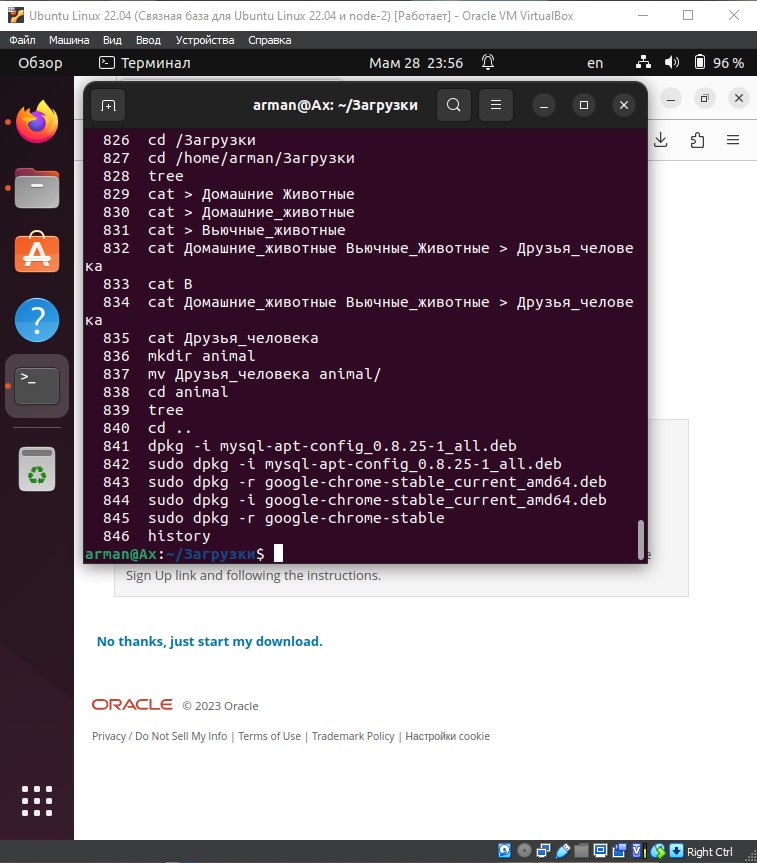 Ubuntu Linux 22.04 (Связная база для Ubuntu Linux 22.04 и node-2) [Работает] - Oracle VM VirtualBox
Файл Машина Вид Ввод Устройства Справка
Обзор Терминал Мам 28 23:56 en 96 %
arman@Ax: ~/Загрузки
826 cd /Загрузки
827 cd /home/arman/Загрузки
828 tree
829 cat > Домашние Животные
830 cat > Домашние_животные
831 cat > Вьючные_животные
832 cat Домашние_животные Вьючные_Животные > Друзья_челове
ка
833 cat В
834 cat Домашние_животные Вьючные_животные > Друзья_челове
ка
835 cat Друзья_человека
836 mkdir animal
837 mv Друзья_человека animal/
838 cd animal
839 tree
840 cd ..
841 dpkg -i mysql-apt-config_0.8.25-1_all.deb
842 sudo dpkg -i mysql-apt-config_0.8.25-1_all.deb
843 sudo dpkg -r google-chrome-stable_current_amd64.deb
844 sudo dpkg -i google-chrome-stable_current_amd64.deb
845 sudo dpkg -r google-chrome-stable
846 history
arman@Ax:~/Загрузки$
Sign Up link and following the instructions.
No thanks, just start my download.
ORACLE © 2023 Oracle
Privacy / Do Not Sell My Info | Terms of Use | Trademark Policy | Настройки cookie
Right Ctrl